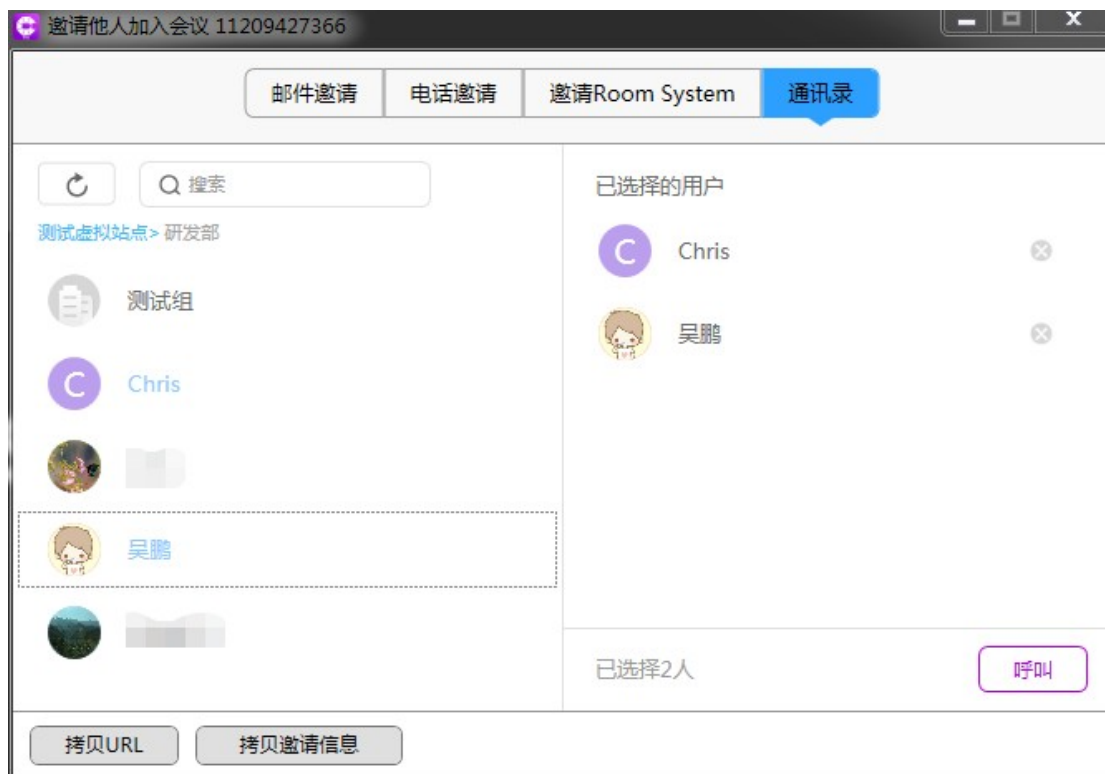 邀请他人加入会议 11209427366
邮件邀请 电话邀请 邀请Room System 通讯录
搜索
测试虚拟站点> 研发部
测试组
C Chris
吴鹏
已选择的用户
C Chris
吴鹏
已选择2人 呼叫
拷贝URL 拷贝邀请信息